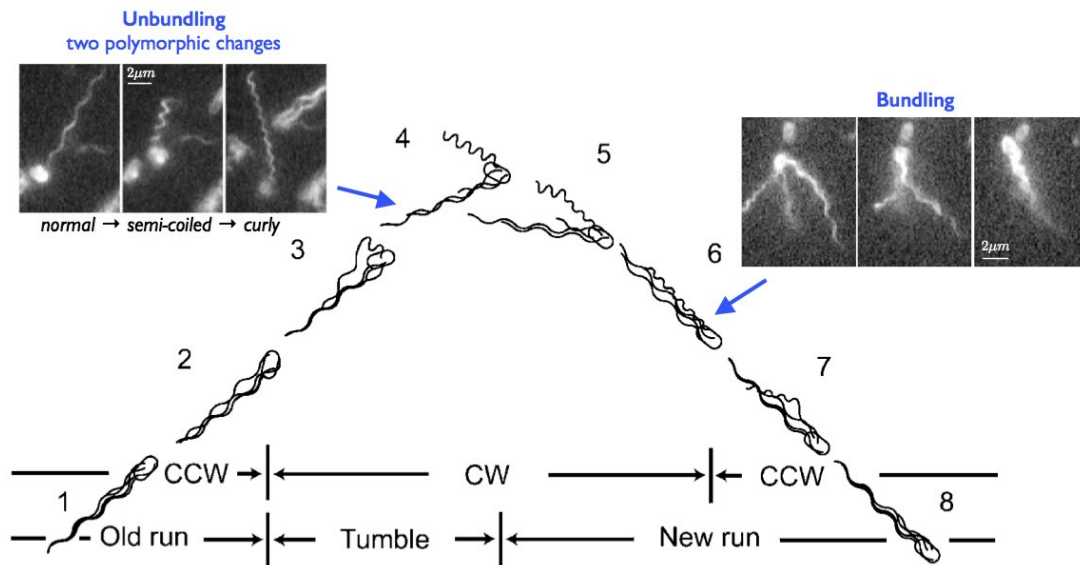 Unbundling
two polymorphic changes
2μm
normal → semi-coiled → curly
Bundling
2μm
4
5
3
6
2
7
CCW
CW
CCW
1
8
Old run
Tumble
New run